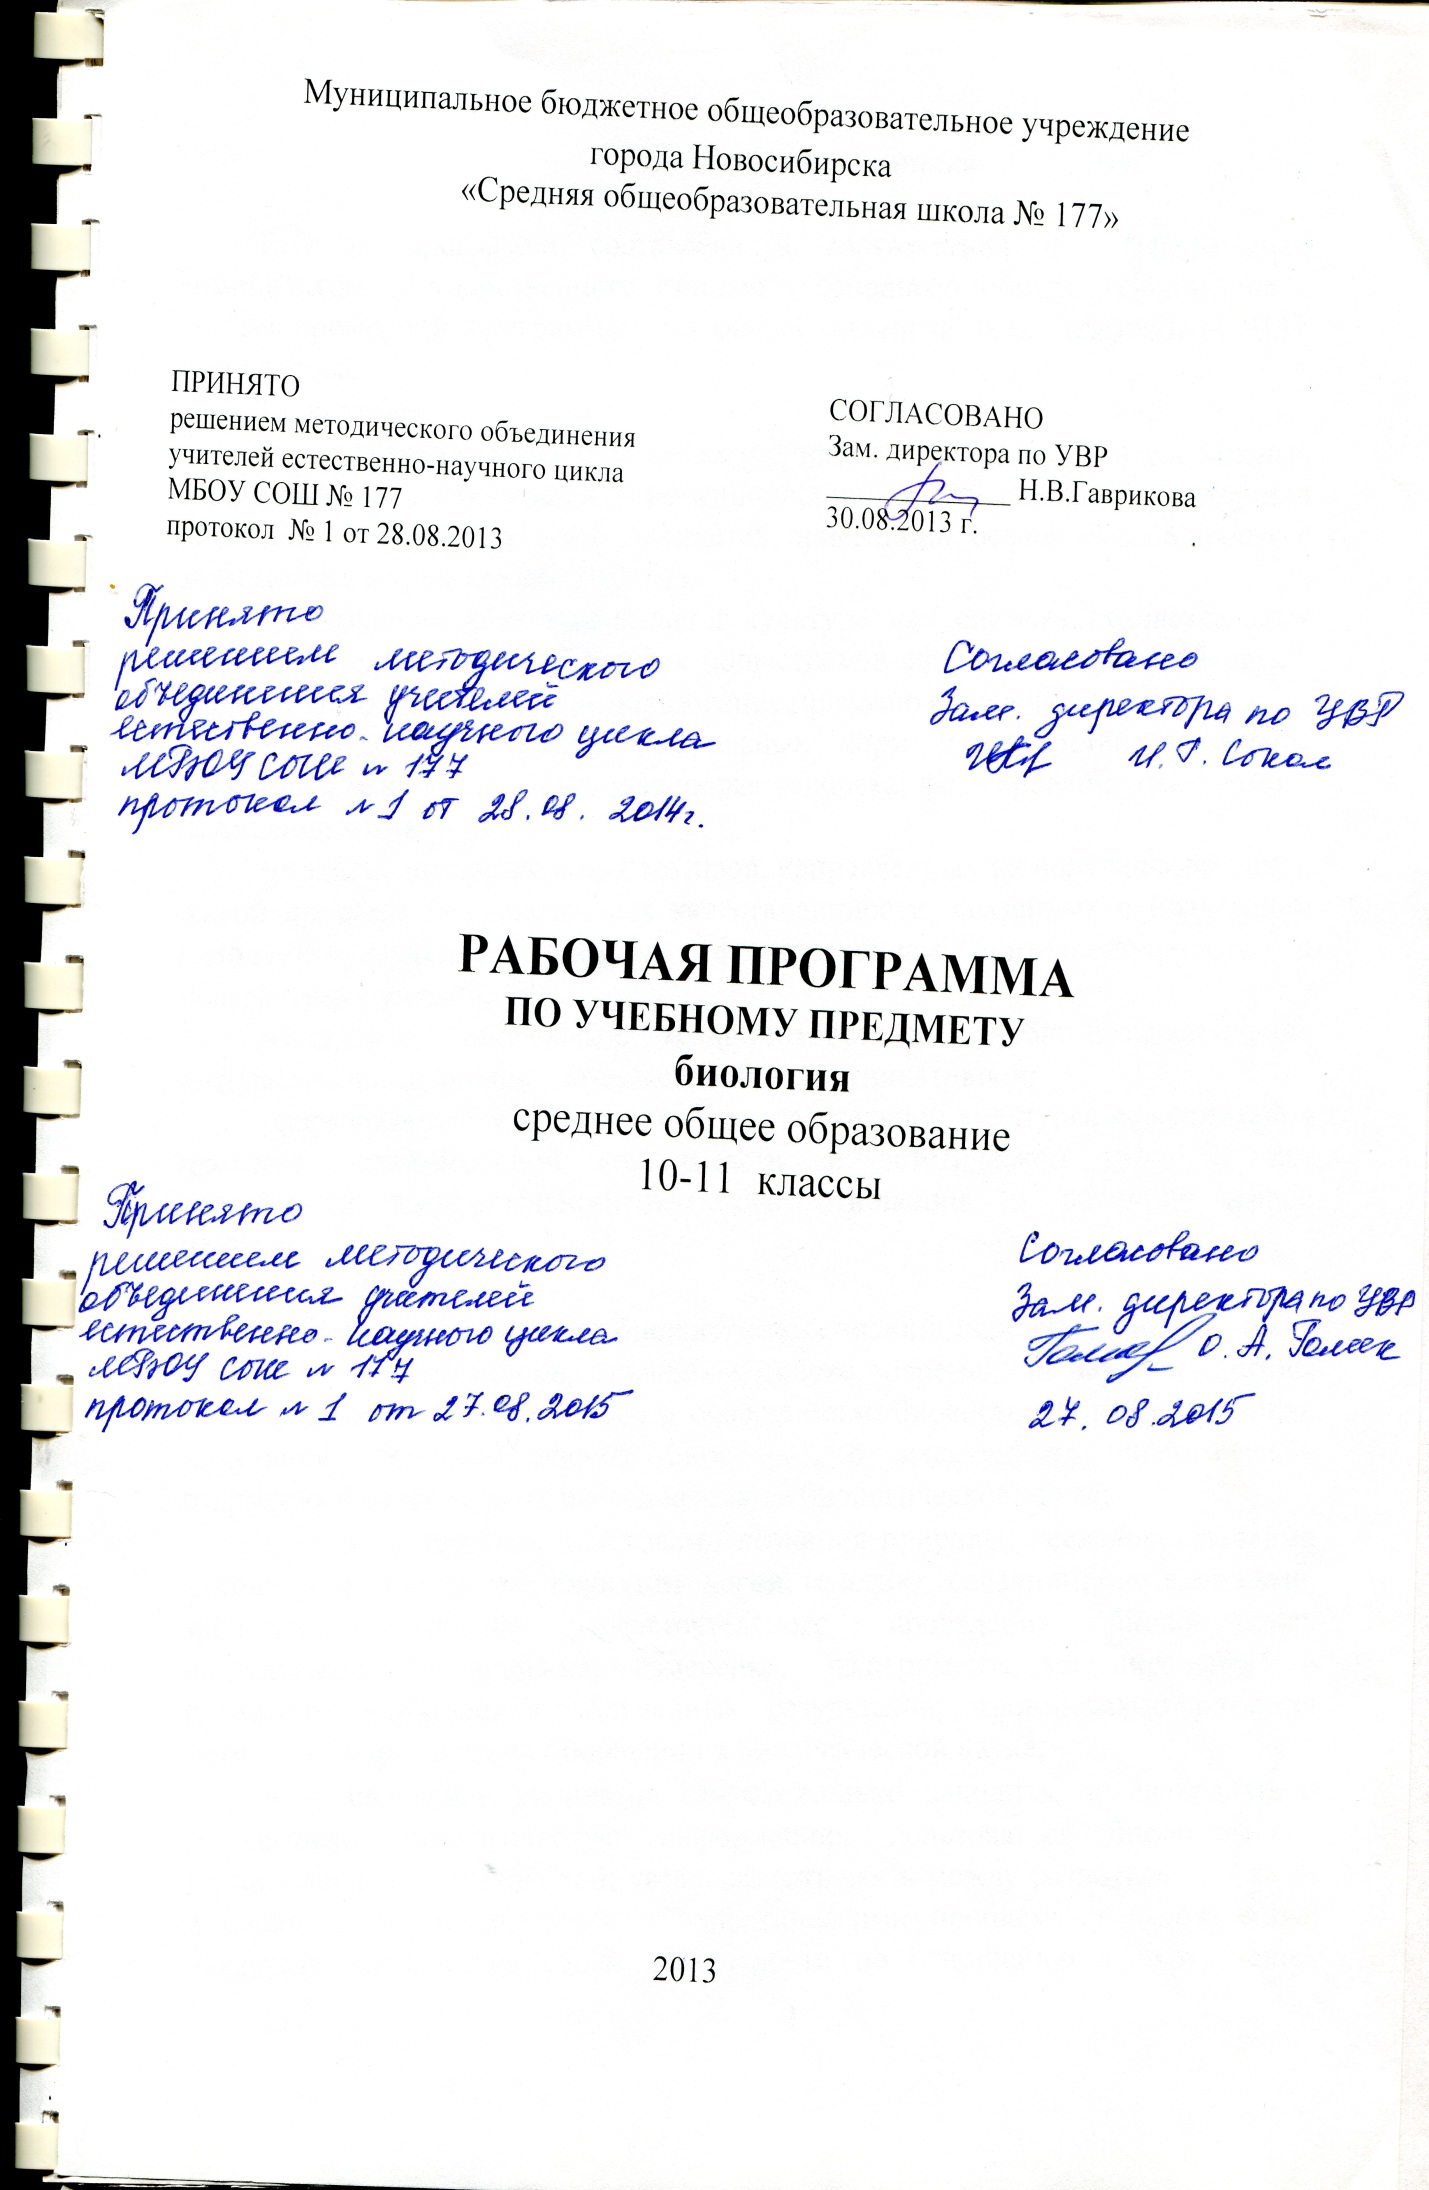 Муниципальное бюджетное общеобразовательное учреждение
города Новосибирска
«Средняя общеобразовательная школа № 177»
ПРИНЯТО
решением методического объединения
учителей естественно-научного цикла
МБОУ СОШ № 177
протокол № 1 от 28.08.2013
СОГЛАСОВАНО
Зам. директора по УВР
Н.В.Гаврикова
30.08.2013 г.
Принято
решением методического
объединения учителей
естественно-научного цикла
МБОУ СОШ № 177
протокол № 1 от 28.08.2014г.
Согласовано
Зам. директора по УВР
И.Г. Сокол
РАБОЧАЯ ПРОГРАММА
ПО УЧЕБНОМУ ПРЕДМЕТУ
биология
среднее общее образование
10-11 классы
Принято
решением методического
объединения учителей
естественно-научного цикла
МБОУ СОШ № 177
протокол № 1 от 27.08.2015
Согласовано
Зам. директора по УВР
О.А.
27.08.2015
2013